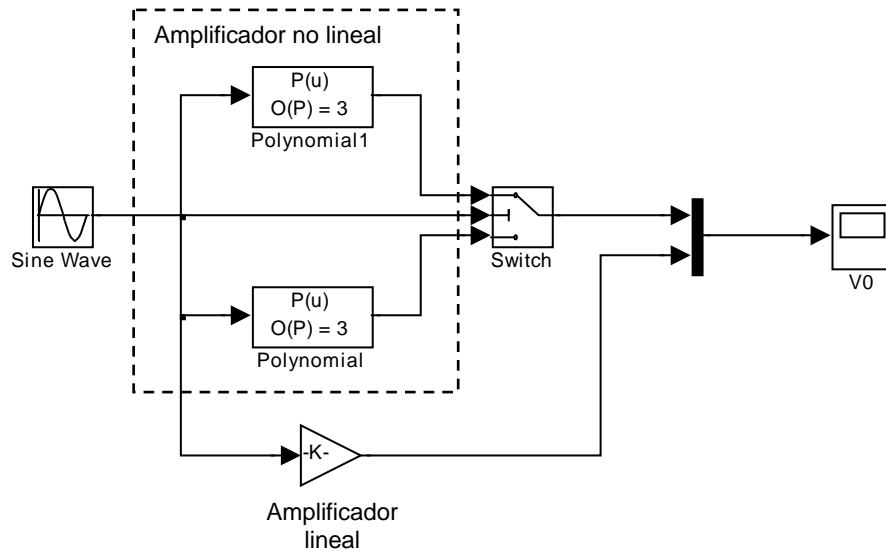 Amplificador no lineal
P(u)
O(P) = 3
Polynomial1
Sine Wave
Switch
V0
P(u)
O(P) = 3
Polynomial
-K-
Amplificador
lineal